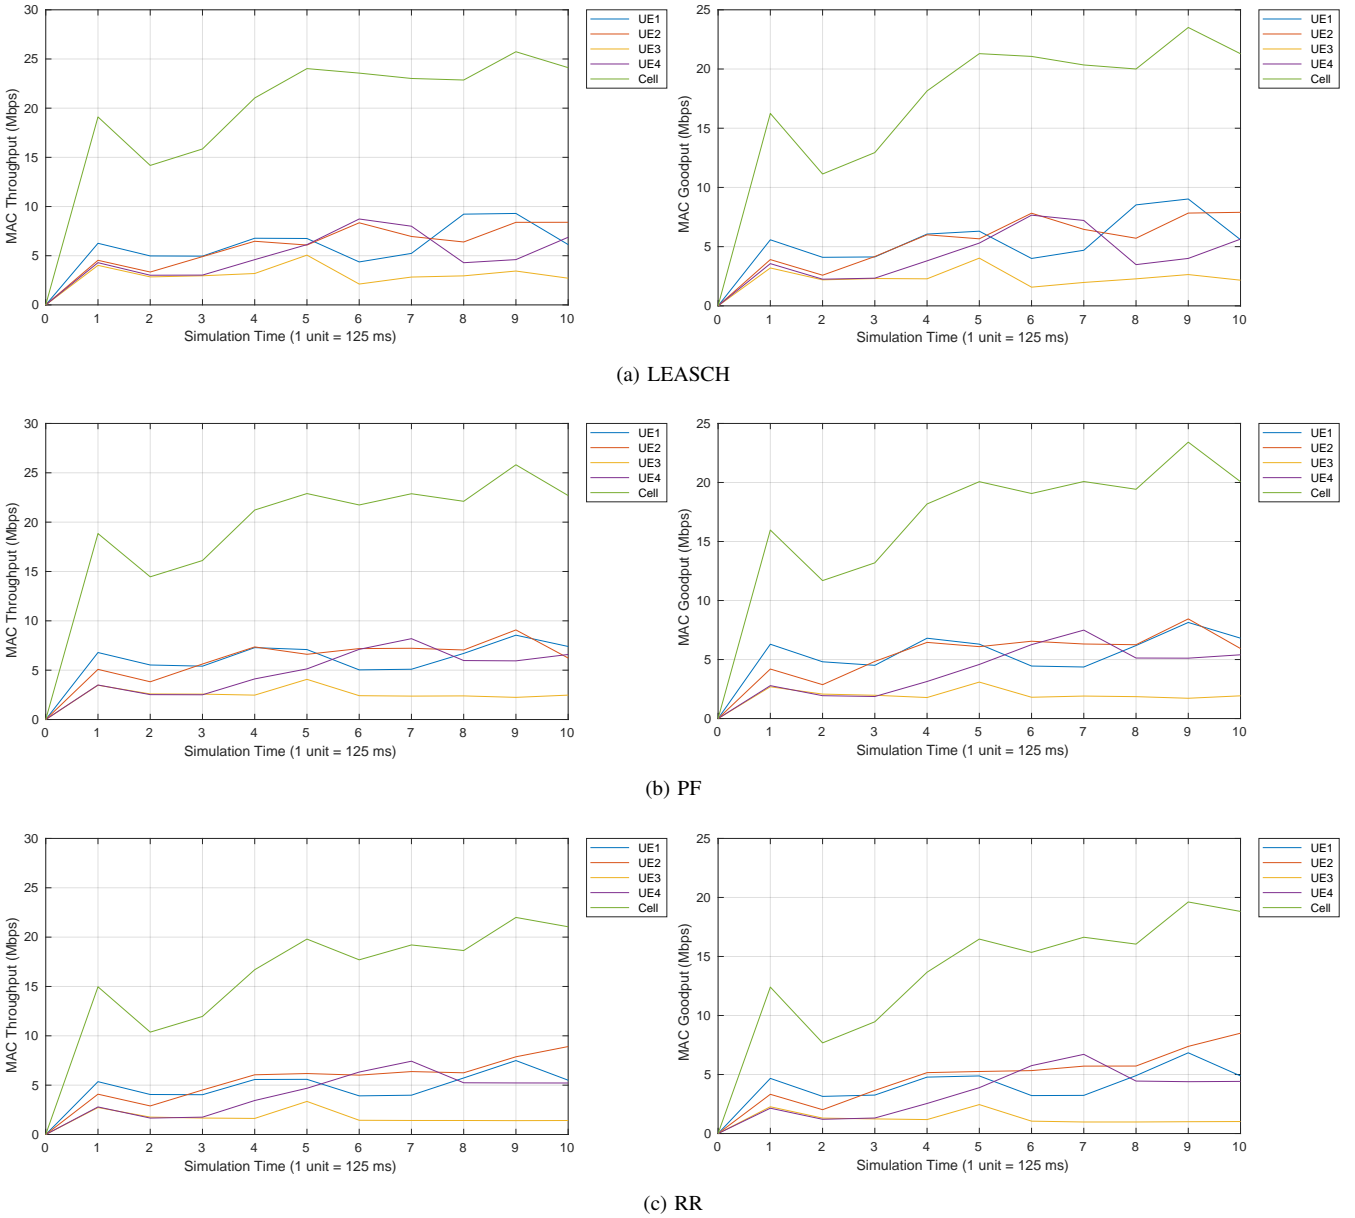 MAC Throughput (Mbps)
30
25
20
15
10
5
0
0 1 2 3 4 5 6 7 8 9 10
Simulation Time (1 unit = 125 ms)
UE1
UE2
UE3
UE4
Cell
MAC Goodput (Mbps)
25
20
15
10
5
0
0 1 2 3 4 5 6 7 8 9 10
Simulation Time (1 unit = 125 ms)
UE1
UE2
UE3
UE4
Cell
(a) LEASCH
MAC Throughput (Mbps)
30
25
20
15
10
5
0
0 1 2 3 4 5 6 7 8 9 10
Simulation Time (1 unit = 125 ms)
UE1
UE2
UE3
UE4
Cell
MAC Goodput (Mbps)
25
20
15
10
5
0
0 1 2 3 4 5 6 7 8 9 10
Simulation Time (1 unit = 125 ms)
UE1
UE2
UE3
UE4
Cell
(b) PF
MAC Throughput (Mbps)
30
25
20
15
10
5
0
0 1 2 3 4 5 6 7 8 9 10
Simulation Time (1 unit = 125 ms)
UE1
UE2
UE3
UE4
Cell
MAC Goodput (Mbps)
25
20
15
10
5
0
0 1 2 3 4 5 6 7 8 9 10
Simulation Time (1 unit = 125 ms)
UE1
UE2
UE3
UE4
Cell
(c) RR